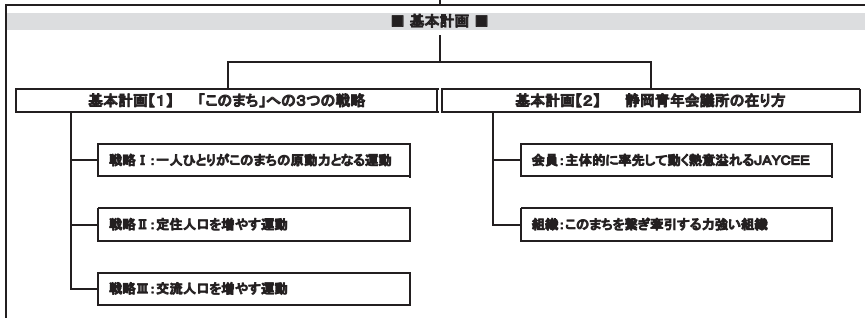 ■ 基本計画 ■
基本計画【1】 「このまち」への3つの戦略
基本計画【2】 静岡青年会議所の在り方
戦略Ⅰ:一人ひとりがこのまちの原動力となる運動
会員:主体的に率先して動く熱意溢れるJAYCEE
戦略Ⅱ:定住人口を増やす運動
組織:このまちを繋ぎ牽引する力強い組織
戦略Ⅲ:交流人口を増やす運動